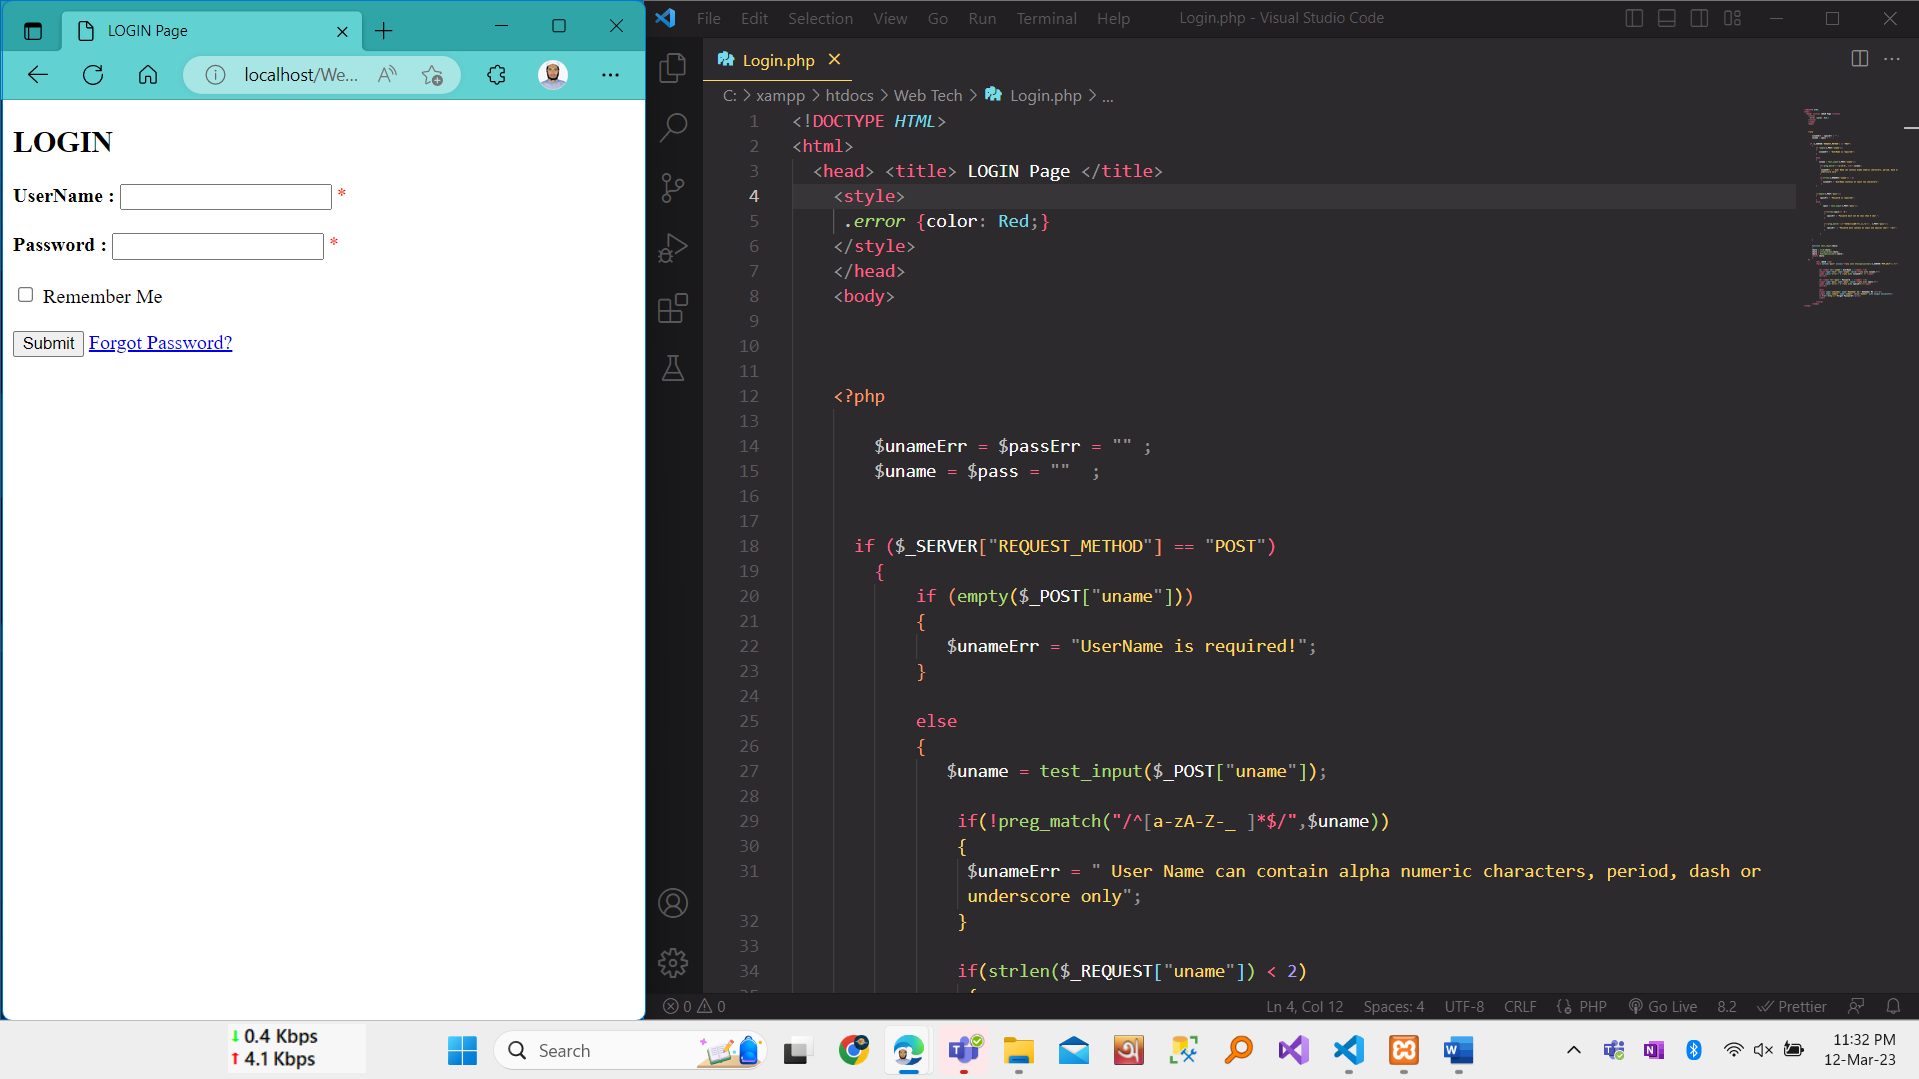 LOGIN Page
localhost/We...
LOGIN
UserName : *
Password : *
Remember Me
Submit Forgot Password?
File Edit Selection View Go Run Terminal Help Login.php - Visual Studio Code
Login.php
C: > xampp > htdocs > Web Tech > Login.php > ...
1 <!DOCTYPE HTML>
2 <html>
3 <head> <title> LOGIN Page </title>
4 <style>
5 .error {color: Red;}
6 </style>
7 </head>
8 <body>
9
10
11
12 <?php
13
14 $unameErr = $passErr = "" ;
15 $uname = $pass = "" ;
16
17
18 if ($_SERVER["REQUEST_METHOD"] == "POST")
19 {
20 if (empty($_POST["uname"]))
21 {
22 $unameErr = "UserName is required!";
23 }
24
25 else
26 {
27 $uname = test_input($_POST["uname"]);
28
29 if(!preg_match("/^[a-zA-Z-_ ]*$/",$uname))
30 {
31 $unameErr = " User Name can contain alpha numeric characters, period, dash or
underscore only";
32 }
33
34 if(strlen($_REQUEST["uname"]) < 2)
0 0 Ln 4, Col 12 Spaces: 4 UTF-8 CRLF {} PHP Go Live 8.2 Prettier
0.4 Kbps
4.1 Kbps
Search
অ
11:32 PM
12-Mar-23